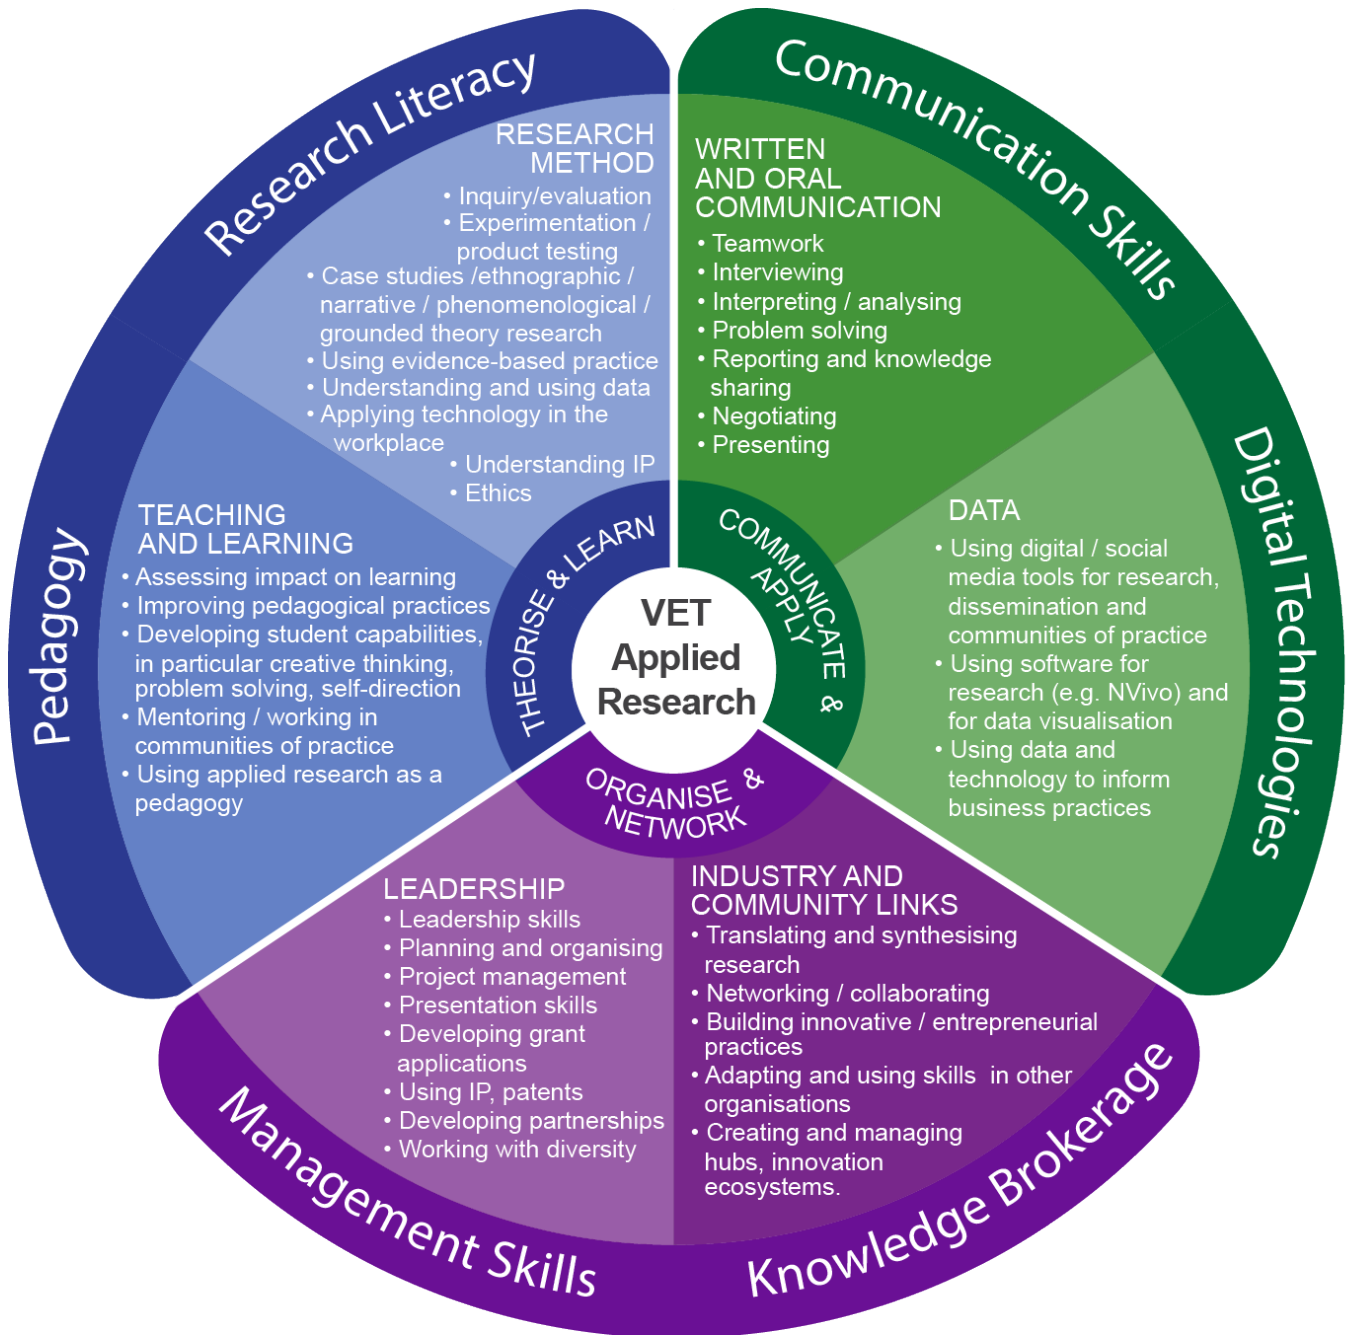 Research Literacy
RESEARCH
METHOD
• Inquiry/evaluation
• Experimentation /
product testing
• Case studies /ethnographic /
narrative / phenomenological /
grounded theory research
• Using evidence-based practice
• Understanding and using data
• Applying technology in the
workplace
• Understanding IP
• Ethics
Communication Skills
WRITTEN
AND ORAL
COMMUNICATION
• Teamwork
• Interviewing
• Interpreting / analysing
• Problem solving
• Reporting and knowledge
sharing
• Negotiating
• Presenting
Digital Technologies
DATA
• Using digital / social
media tools for research,
dissemination and
communities of practice
• Using software for
research (e.g. NVivo) and
for data visualisation
• Using data and
technology to inform
business practices
Pedagogy
TEACHING
AND LEARNING
• Assessing impact on learning
• Improving pedagogical practices
• Developing student capabilities,
in particular creative thinking,
problem solving, self-direction
• Mentoring / working in
communities of practice
• Using applied research as a
pedagogy
THEORISE & LEARN
COMMUNICATE &
APPLY
VET
Applied
Research
ORGANISE &
NETWORK
LEADERSHIP
• Leadership skills
• Planning and organising
• Project management
• Presentation skills
• Developing grant
applications
• Using IP, patents
• Developing partnerships
• Working with diversity
Management Skills
INDUSTRY AND
COMMUNITY LINKS
• Translating and synthesising
research
• Networking / collaborating
• Building innovative / entrepreneurial
practices
• Adapting and using skills  in other
organisations
• Creating and managing
hubs, innovation
ecosystems.
Knowledge Brokerage